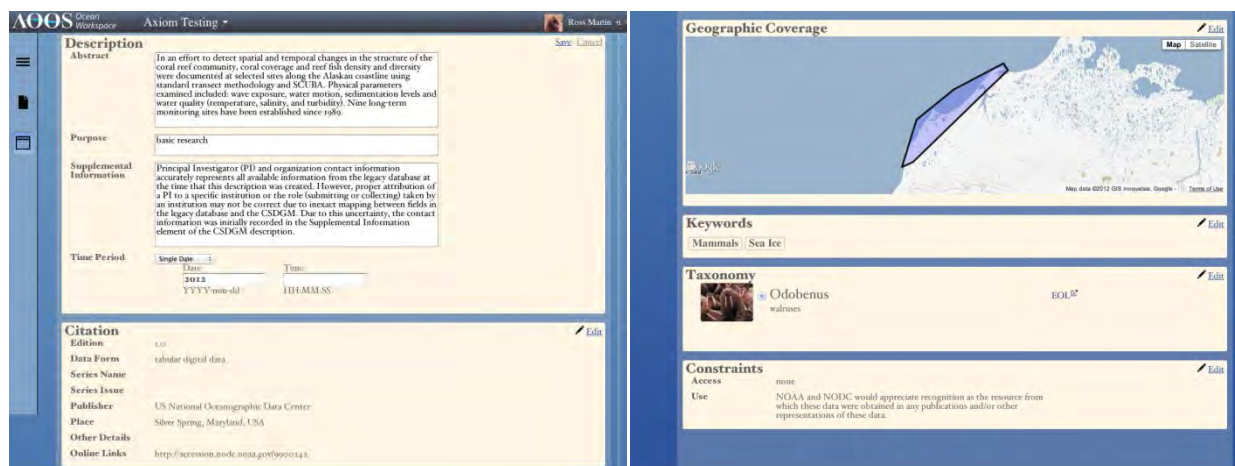 AOOS Ocean Workspace Axiom Testing Ross Martin
Description Save Cancel
Abstract
In an effort to detect spatial and temporal changes in the structure of the
coral reef community, coral coverage and reef fish density and diversity
were documented at selected sites along the Alaskan coastline using
standard transect methodology and SCUBA. Physical parameters
examined included: wave exposure, water motion, sedimentation levels and
water quality (temperature, salinity, and turbidity). Nine long-term
monitoring sites have been established since 1989.
Purpose basic research
Supplemental Information
Principal Investigator (PI) and organization contact information
accurately represents all available information from the legacy database at
the time that this description was created. However, proper attribution of
a PI to a specific institution or the role (submitting or collecting) taken by
an institution may not be correct due to inexact mapping between fields in
the legacy database and the CSDGM. Due to this uncertainty, the contact
information was initially recorded in the Supplemental Information
element of the CSDGM description.
Time Period Single Date
Date Time
2012
YYYY-mm-dd HH:MM:SS
Citation Edit
Edition 1.0
Data Form tabular digital data
Series Name
Series Issue
Publisher US National Oceanographic Data Center
Place Silver Spring, Maryland, USA
Other Details
Online Links http://accession.nodc.noaa.gov/9900242
Geographic Coverage Edit
Map Satellite
Google
Map data ©2012 GIS Innovatsia, Google - Terms of Use
Keywords Edit
Mammals Sea Ice
Taxonomy Edit
Odobenus EOL
walruses
Constraints Edit
Access none
Use NOAA and NODC would appreciate recognition as the resource from
which these data were obtained in any publications and/or other
representations of these data.